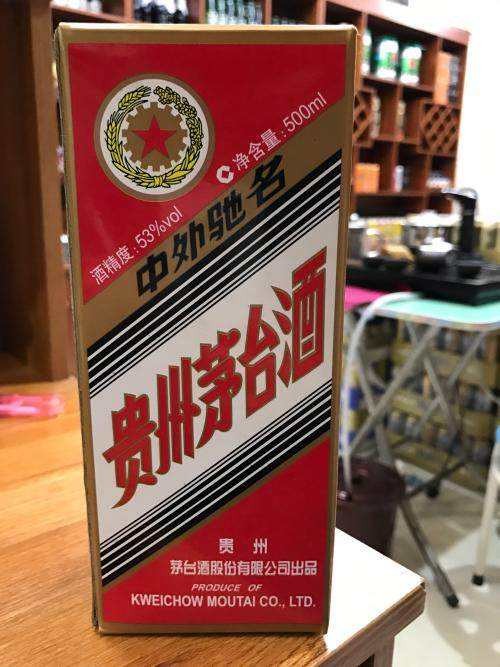 净含量:500ml
酒精度:53%vol
中外驰名
贵州茅台酒
贵州
茅台酒股份有限公司出品
PRODUCE OF
KWEICHOW MOUTAI CO., LTD.